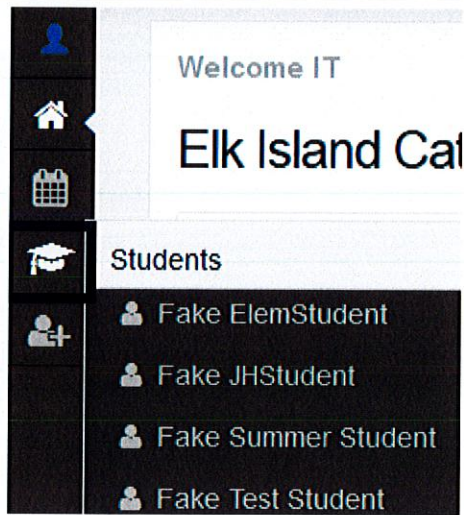 Welcome IT
Elk Island Cat
Students
Fake ElemStudent
Fake JHStudent
Fake Summer Student
Fake Test Student